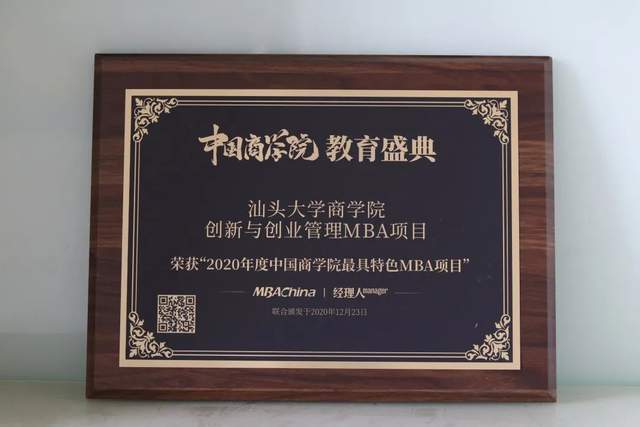 中国商学院 教育盛典
汕头大学商学院
创新与创业管理MBA项目
荣获“2020年度中国商学院最具特色MBA项目”
MBAChina | 经理人manager
联合颁发于2020年12月23日